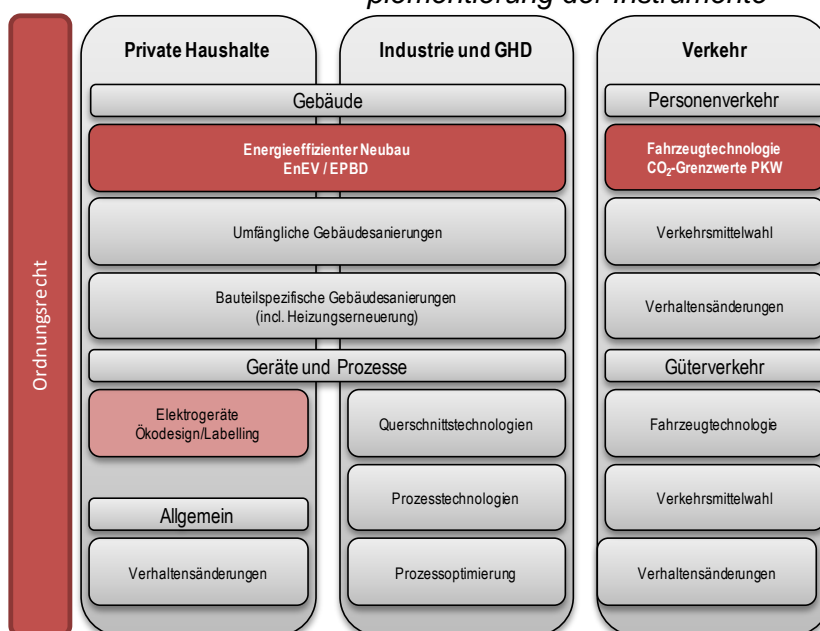 plementierung der Instrumente
Ordnungsrecht
Private Haushalte
Industrie und GHD
Verkehr
Gebäude
Personenverkehr
Energieeffizienter Neubau
EnEV / EPBD
Fahrzeugtechnologie
CO₂-Grenzwerte PKW
Umfängliche Gebäudesanierungen
Verkehrsmittelwahl
Bauteilspezifische Gebäudesanierungen
(incl. Heizungserneuerung)
Verhaltensänderungen
Geräte und Prozesse
Güterverkehr
Elektrogeräte
Ökodesign/Labelling
Querschnittstechnologien
Fahrzeugtechnologie
Prozesstechnologien
Verkehrsmittelwahl
Allgemein
Verhaltensänderungen
Prozessoptimierung
Verhaltensänderungen